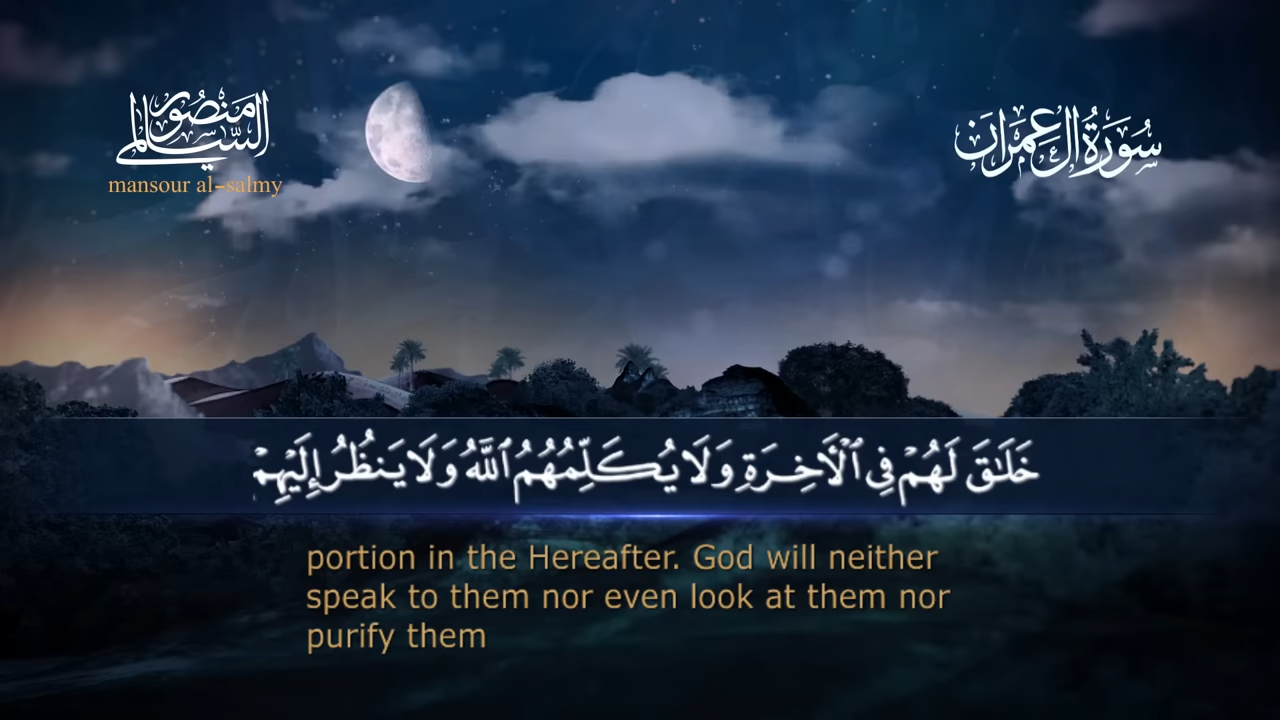 منصور السالمي
mansour al-salmy
سُورَةُ آلِ عِمْرَان
خَلَٰقَ لَهُمْ فِي ٱلْأٓخِرَةِ وَلَا يُكَلِّمُهُمُ ٱللَّهُ وَلَا يَنظُرُ إِلَيْهِمْ
portion in the Hereafter. God will neither
speak to them nor even look at them nor
purify them